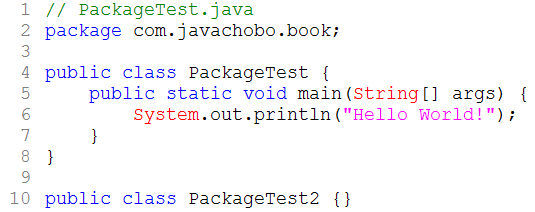 1 // PackageTest.java
2 package com.javachobo.book;
3
4 public class PackageTest {
5     public static void main(String[] args) {
6         System.out.println("Hello World!");
7     }
8 }
9
10 public class PackageTest2 {}